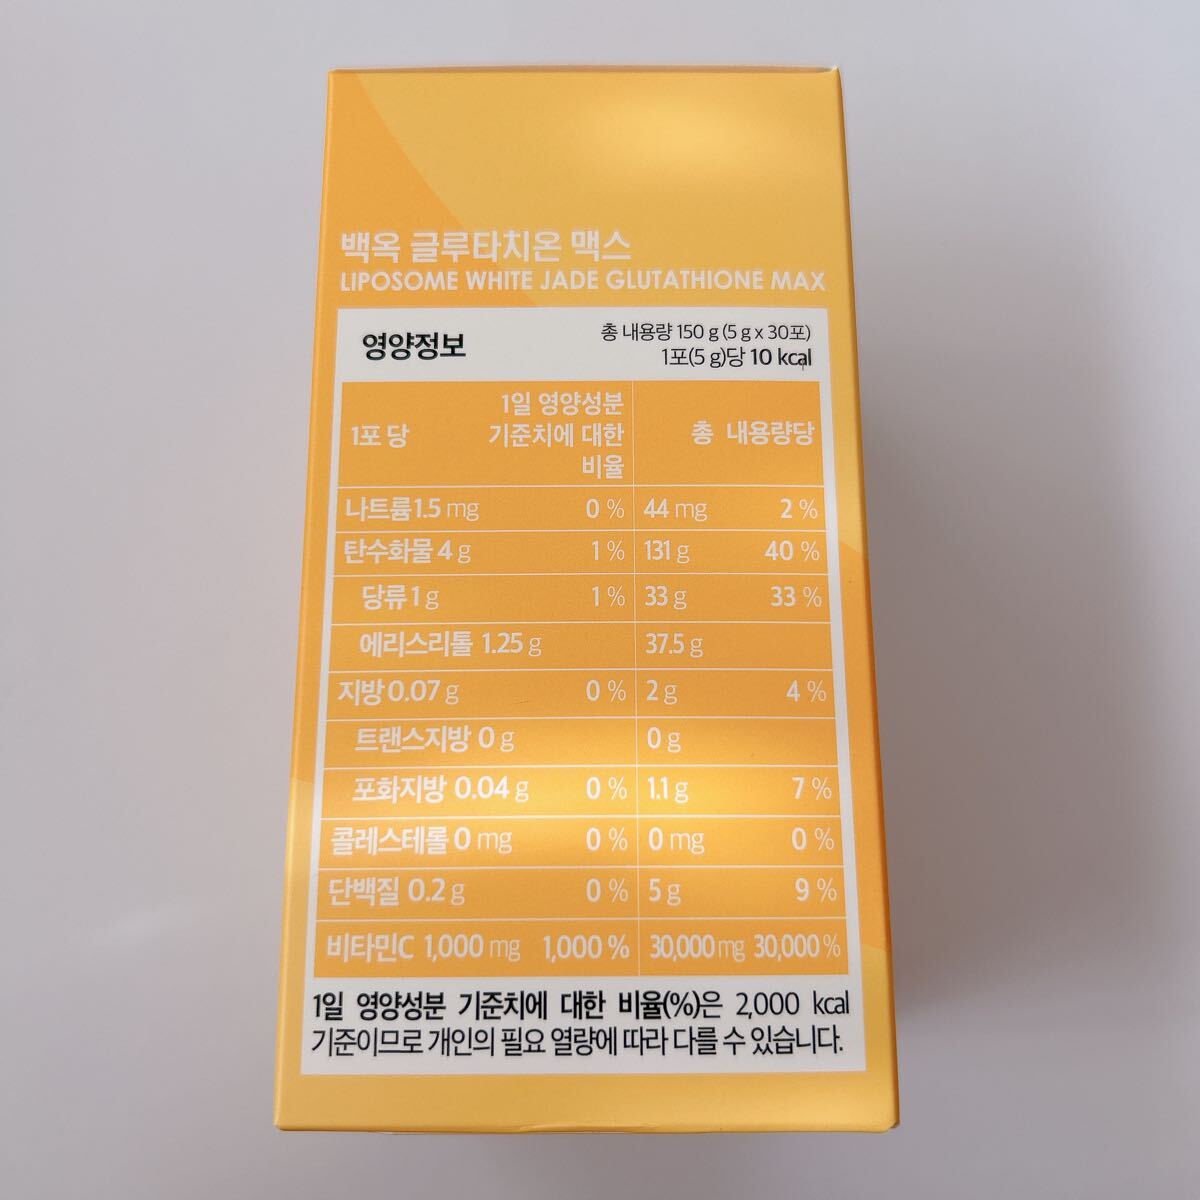 백옥 글루타치온 맥스
LIPOSOME WHITE JADE GLUTATHIONE MAX
영양정보
총 내용량 150 g (5 g x 30포)
1포(5 g)당 10 kcal
1포 당
1일 영양성분
기준치에 대한
비율
총 내용량당
나트륨 1.5 mg 0 % 44 mg 2 %
탄수화물 4 g 1 % 131 g 40 %
당류 1 g 1 % 33 g 33 %
에리스리톨 1.25 g 37.5 g
지방 0.07 g 0 % 2 g 4 %
트랜스지방 0 g 0 g
포화지방 0.04 g 0 % 1.1 g 7 %
콜레스테롤 0 mg 0 % 0 mg 0 %
단백질 0.2 g 0 % 5 g 9 %
비타민C 1,000 mg 1,000 % 30,000 mg 30,000 %
1일 영양성분 기준치에 대한 비율(%)은 2,000 kcal
기준이므로 개인의 필요 열량에 따라 다를 수 있습니다.